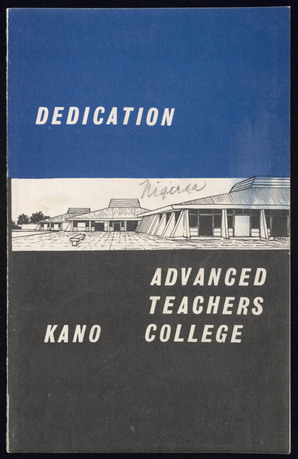 DEDICATION
Nigeria
ADVANCED
TEACHERS
KANO COLLEGE